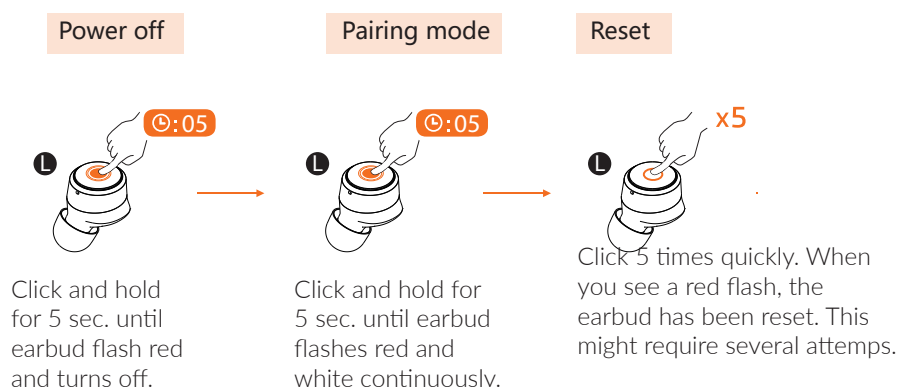 Power off
Pairing mode
Reset
:05
:05
x5
L
L
L
Click and hold
for 5 sec. until
earbud flash red
and turns off.
Click and hold for
5 sec. until earbud
flashes red and
white continuously.
Click 5 times quickly. When
you see a red flash, the
earbud has been reset. This
might require several attemps.